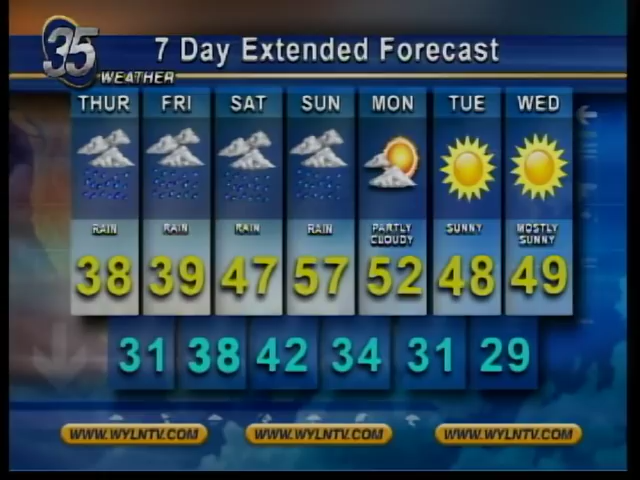 35
WEATHER
7 Day Extended Forecast
THUR FRI SAT SUN MON TUE WED
RAIN RAIN RAIN RAIN PARTLY CLOUDY SUNNY MOSTLY SUNNY
38 39 47 57 52 48 49
31 38 42 34 31 29
WWW.WYLNTV.COM WWW.WYLNTV.COM WWW.WYLNTV.COM